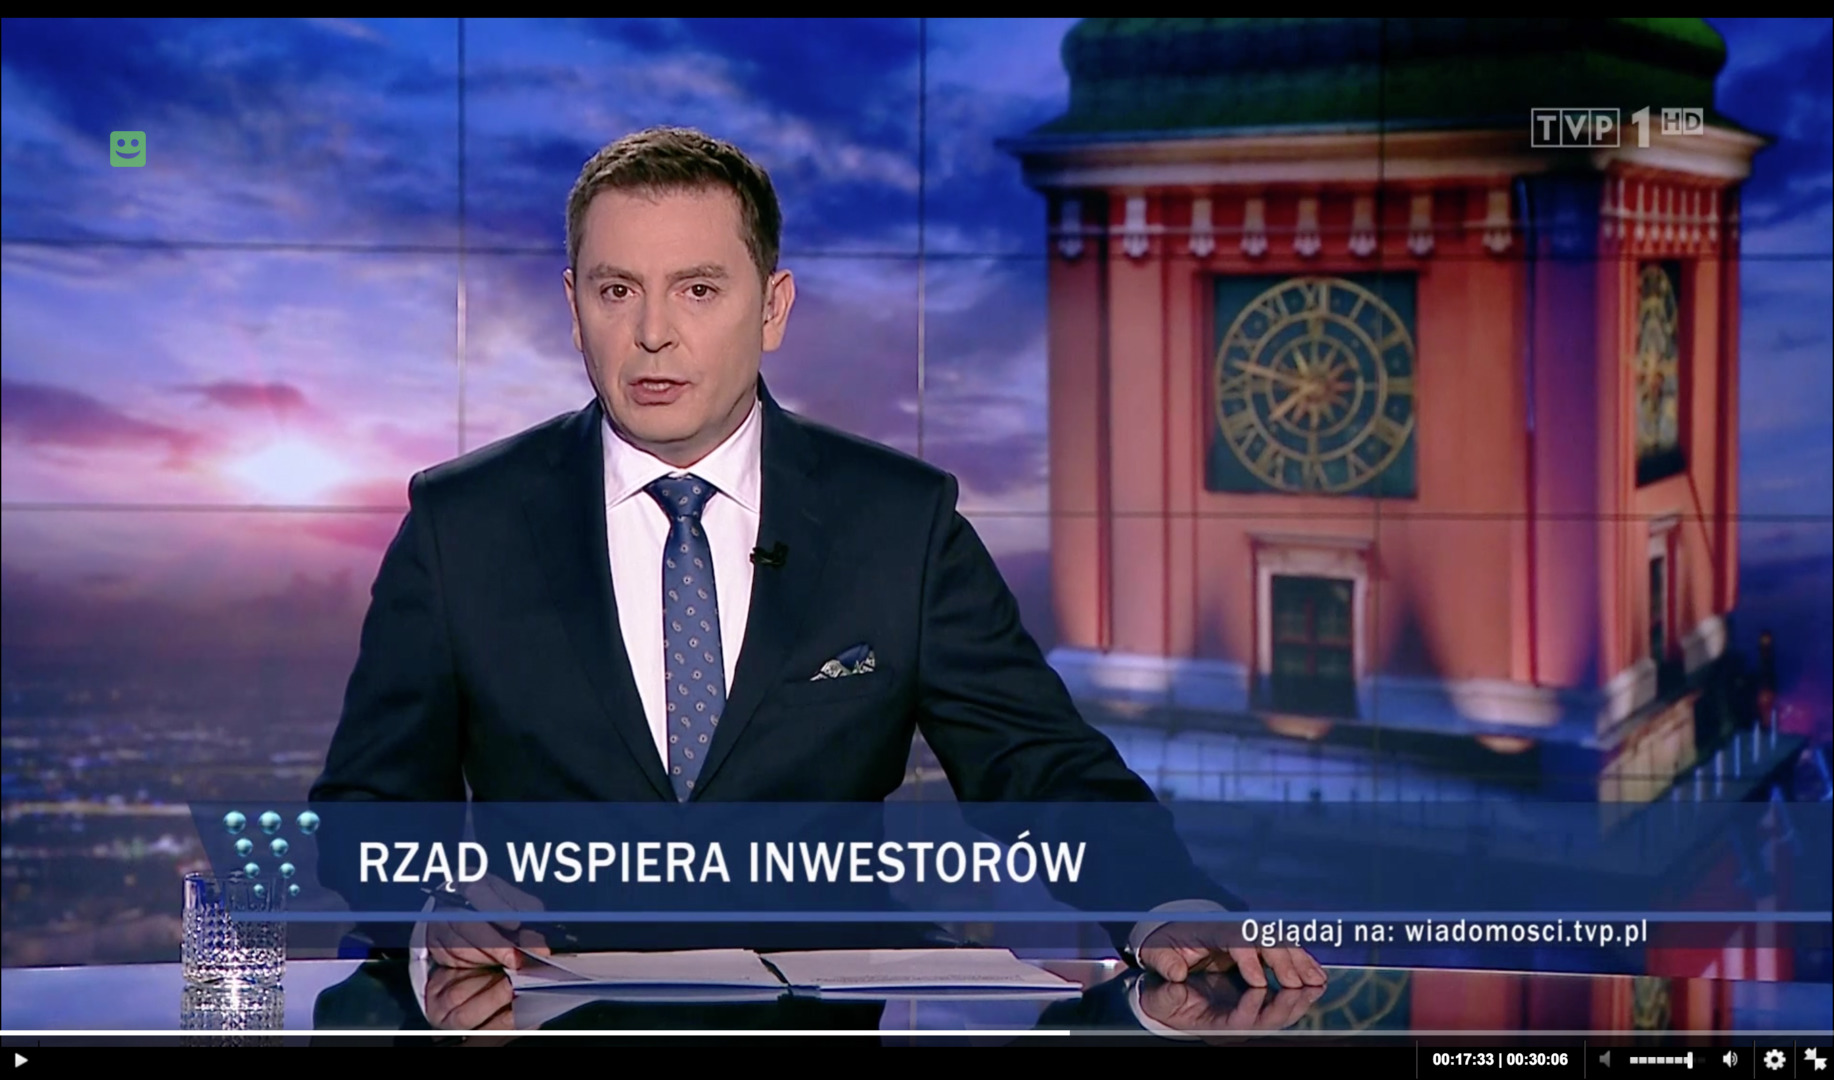 TVP 1 HD
RZĄD WSPIERA INWESTORÓW
Oglądaj na: wiadomosci.tvp.pl
00:17:33 | 00:30:06